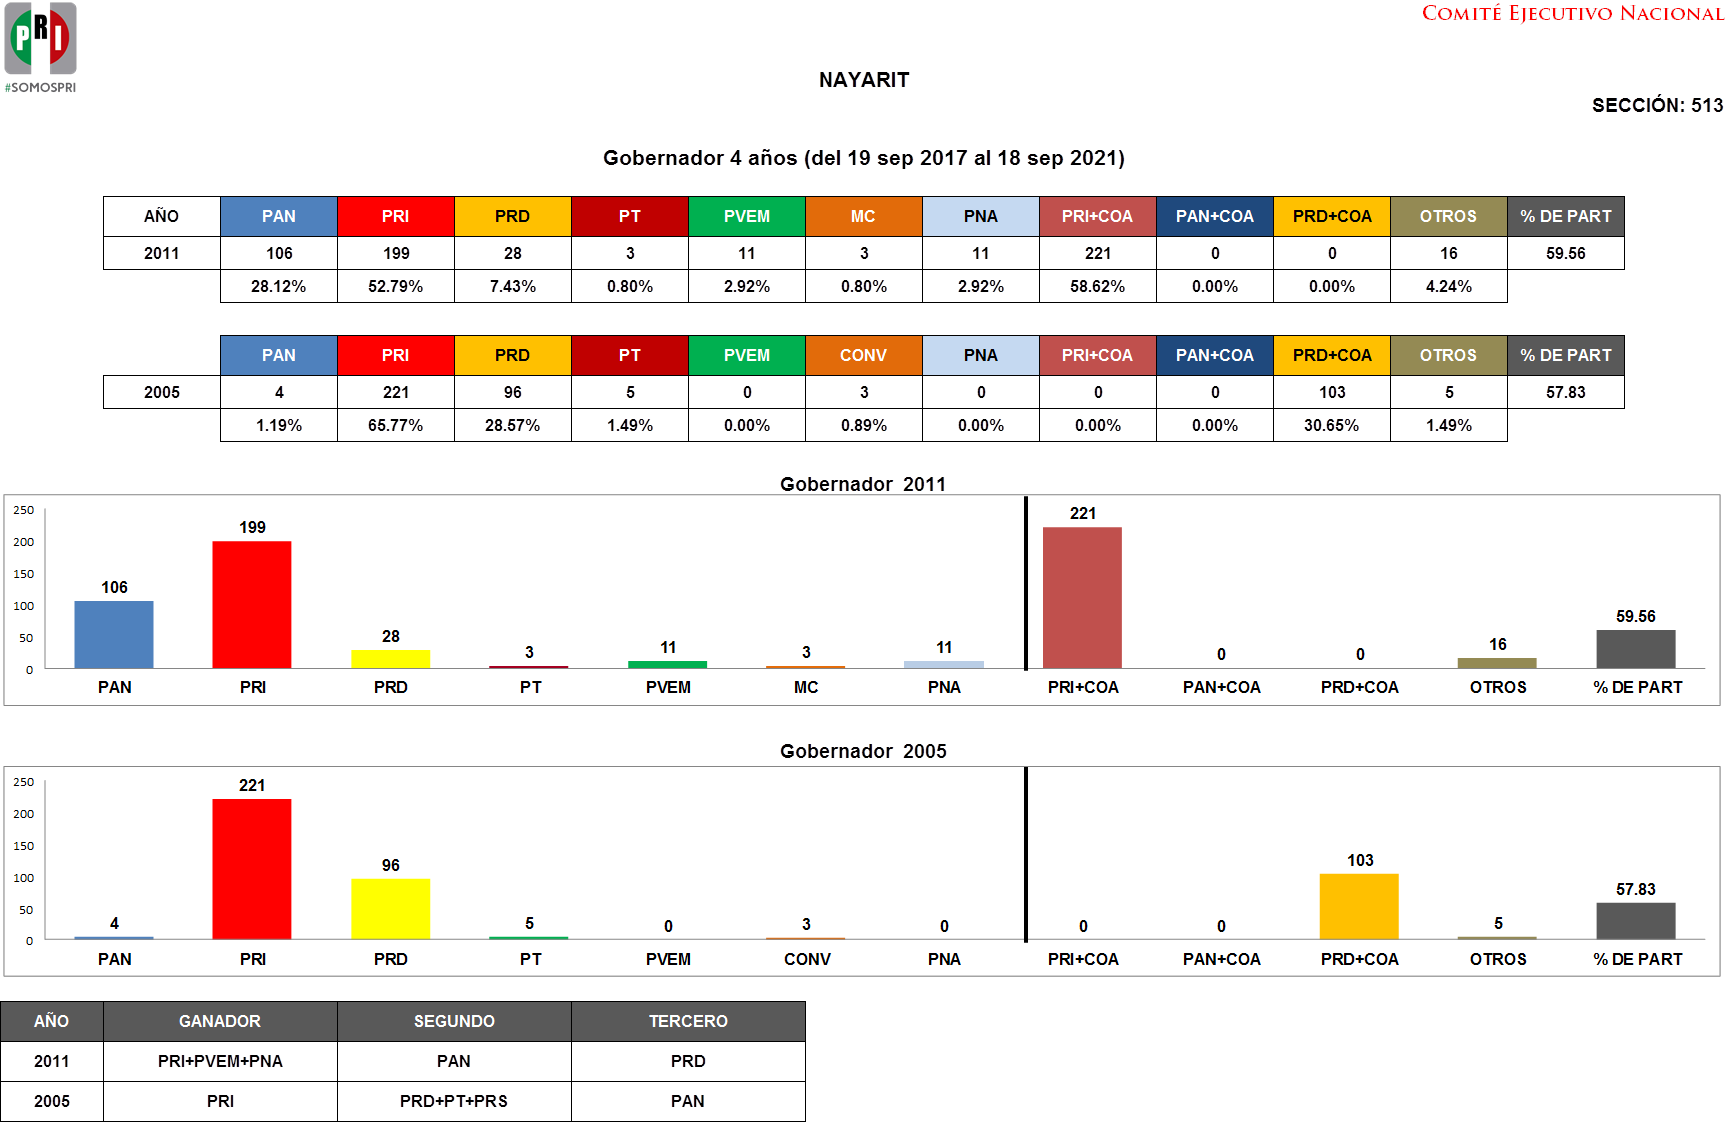 PRI
#SOMOSPRI
COMITÉ EJECUTIVO NACIONAL
NAYARIT
SECCIÓN: 513
Gobernador 4 años (del 19 sep 2017 al 18 sep 2021)
AÑO PAN PRI PRD PT PVEM MC PNA PRI+COA PAN+COA PRD+COA OTROS % DE PART
2011 106 199 28 3 11 3 11 221 0 0 16 59.56
28.12% 52.79% 7.43% 0.80% 2.92% 0.80% 2.92% 58.62% 0.00% 0.00% 4.24%
PAN PRI PRD PT PVEM CONV PNA PRI+COA PAN+COA PRD+COA OTROS % DE PART
2005 4 221 96 5 0 3 0 0 0 103 5 57.83
1.19% 65.77% 28.57% 1.49% 0.00% 0.89% 0.00% 0.00% 0.00% 30.65% 1.49%
Gobernador 2011
250
200
150
100
50
0
106 199 28 3 11 3 11 221 0 0 16 59.56
PAN PRI PRD PT PVEM MC PNA PRI+COA PAN+COA PRD+COA OTROS % DE PART
Gobernador 2005
250
200
150
100
50
0
4 221 96 5 0 3 0 0 0 103 5 57.83
PAN PRI PRD PT PVEM CONV PNA PRI+COA PAN+COA PRD+COA OTROS % DE PART
AÑO GANADOR SEGUNDO TERCERO
2011 PRI+PVEM+PNA PAN PRD
2005 PRI PRD+PT+PRS PAN